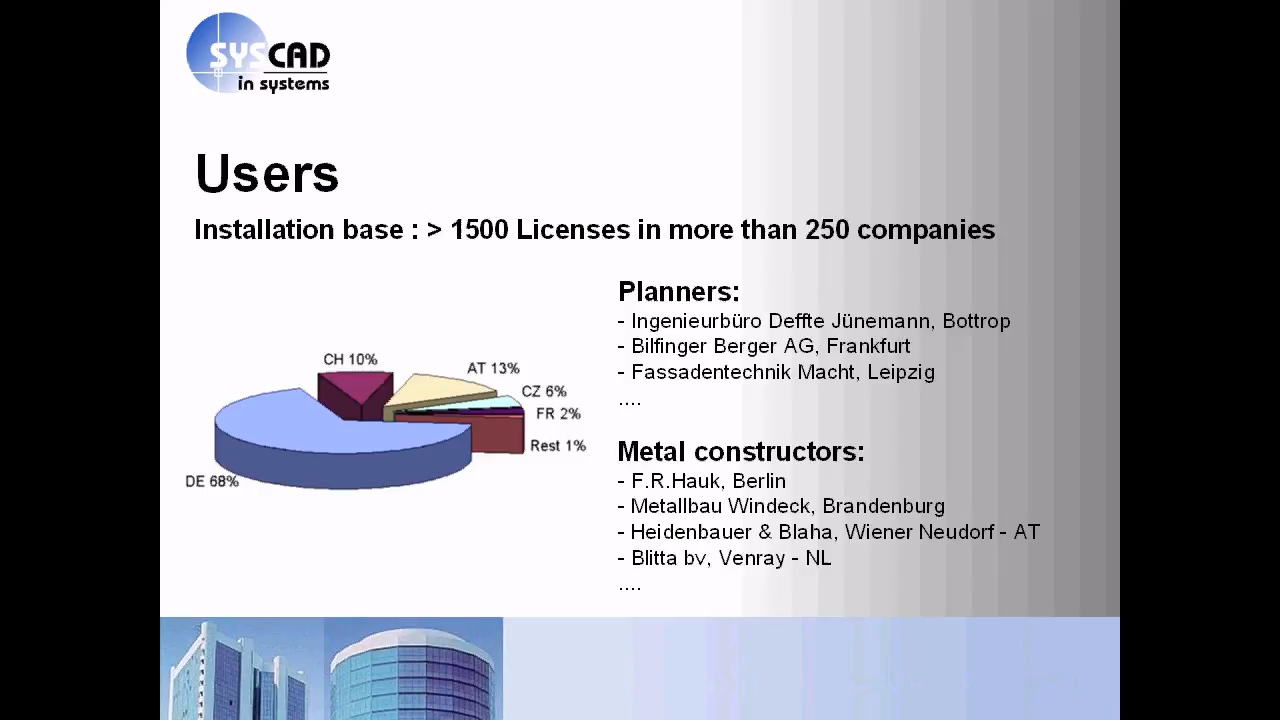 SYSCAD
in systems
Users
Installation base : > 1500 Licenses in more than 250 companies
CH 10%
AT 13%
CZ 6%
FR 2%
Rest 1%
DE 68%
Planners:
- Ingenieurbüro Deffte Jünemann, Bottrop
- Bilfinger Berger AG, Frankfurt
- Fassadentechnik Macht, Leipzig
....
Metal constructors:
- F.R.Hauk, Berlin
- Metallbau Windeck, Brandenburg
- Heidenbauer & Blaha, Wiener Neudorf - AT
- Blitta bv, Venray - NL
....